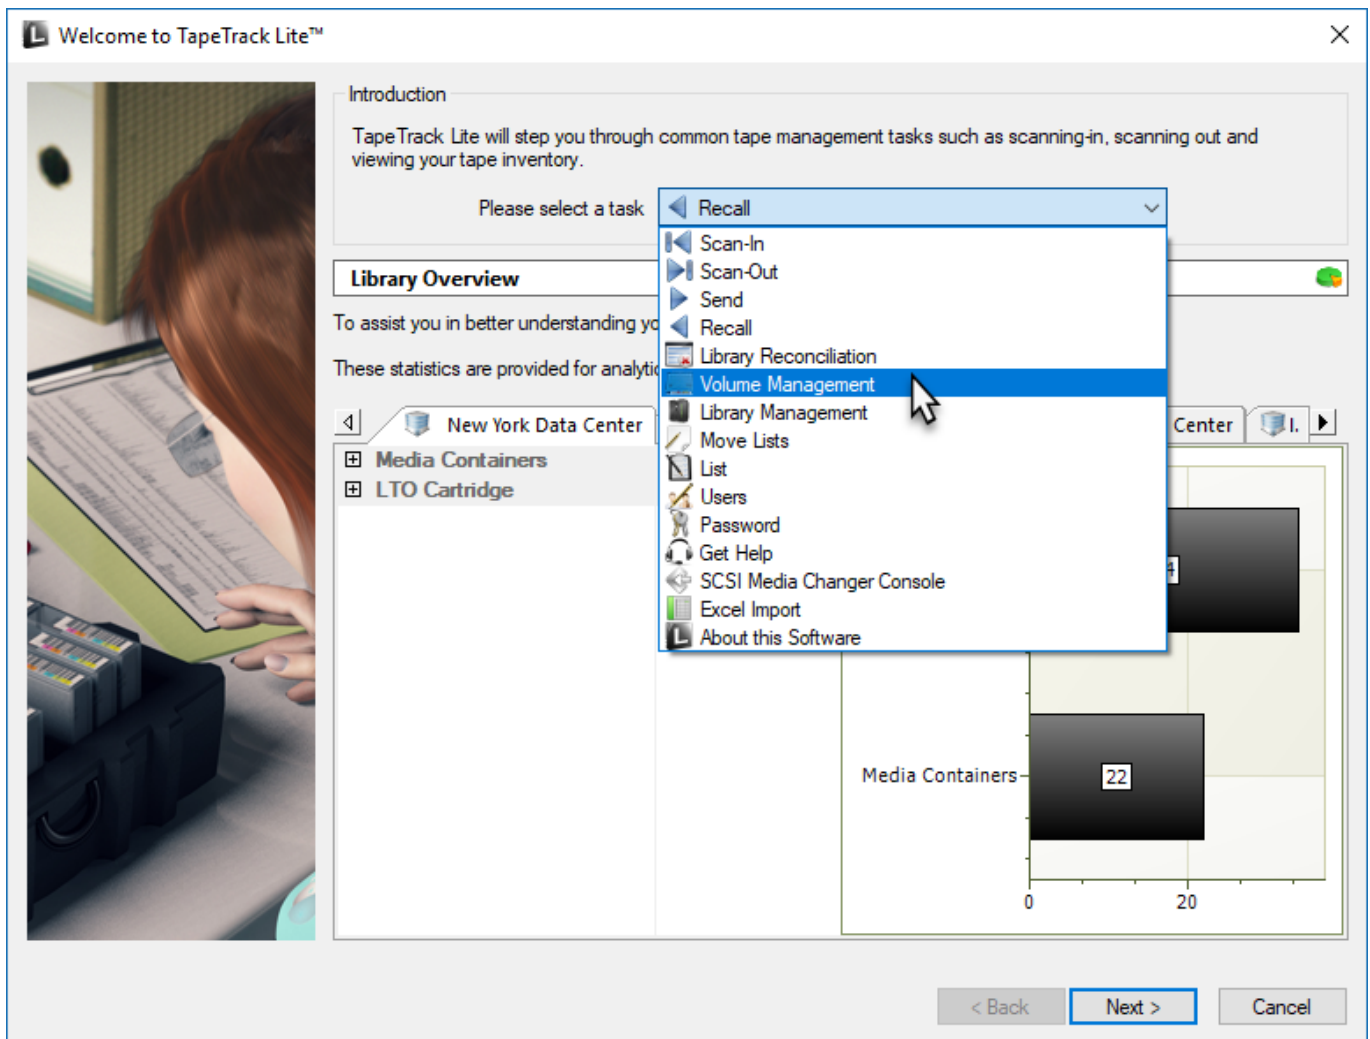 Welcome to TapeTrack Lite™
Introduction
TapeTrack Lite will step you through common tape management tasks such as scanning-in, scanning out and
viewing your tape inventory.
Please select a task
Recall
Scan-In
Scan-Out
Send
Recall
Library Reconciliation
Volume Management
Library Management
Move Lists
List
Users
Password
Get Help
SCSI Media Changer Console
Excel Import
About this Software
Library Overview
To assist you in better understanding
These statistics are provided for
New York Data Center
Center
I.
Media Containers
LTO Cartridge
4
Media Containers
22
0
20
< Back
Next >
Cancel